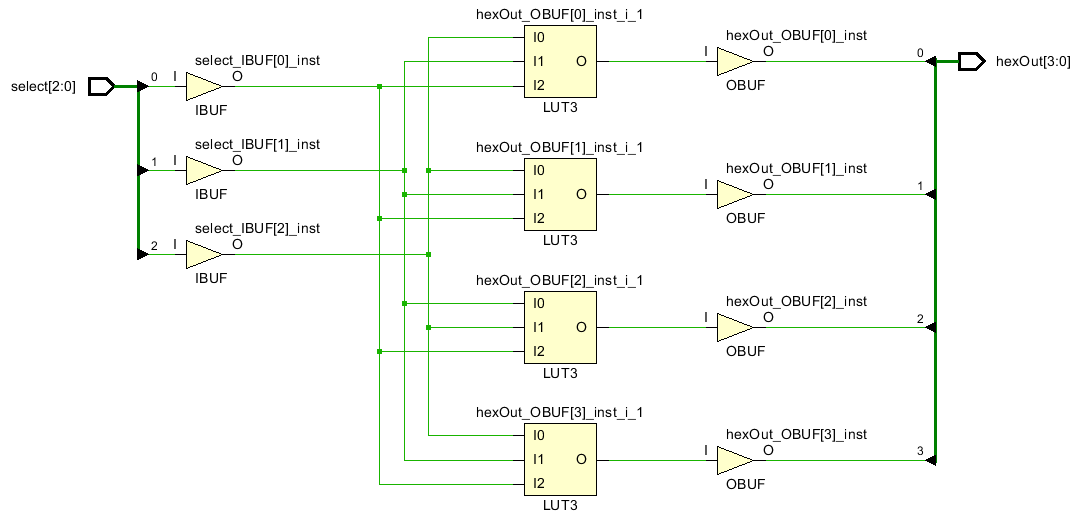 hexOut_OBUF[0]_inst_i_1
I0
I1
I2
O
LUT3
hexOut_OBUF[0]_inst
I
O
OBUF
0
hexOut[3:0]
select[2:0]
0
I
select_IBUF[0]_inst
O
IBUF
1
I
select_IBUF[1]_inst
O
IBUF
2
I
select_IBUF[2]_inst
O
IBUF
hexOut_OBUF[1]_inst_i_1
I0
I1
I2
O
LUT3
hexOut_OBUF[1]_inst
I
O
OBUF
1
hexOut_OBUF[2]_inst_i_1
I0
I1
I2
O
LUT3
hexOut_OBUF[2]_inst
I
O
OBUF
2
hexOut_OBUF[3]_inst_i_1
I0
I1
I2
O
LUT3
hexOut_OBUF[3]_inst
I
O
OBUF
3